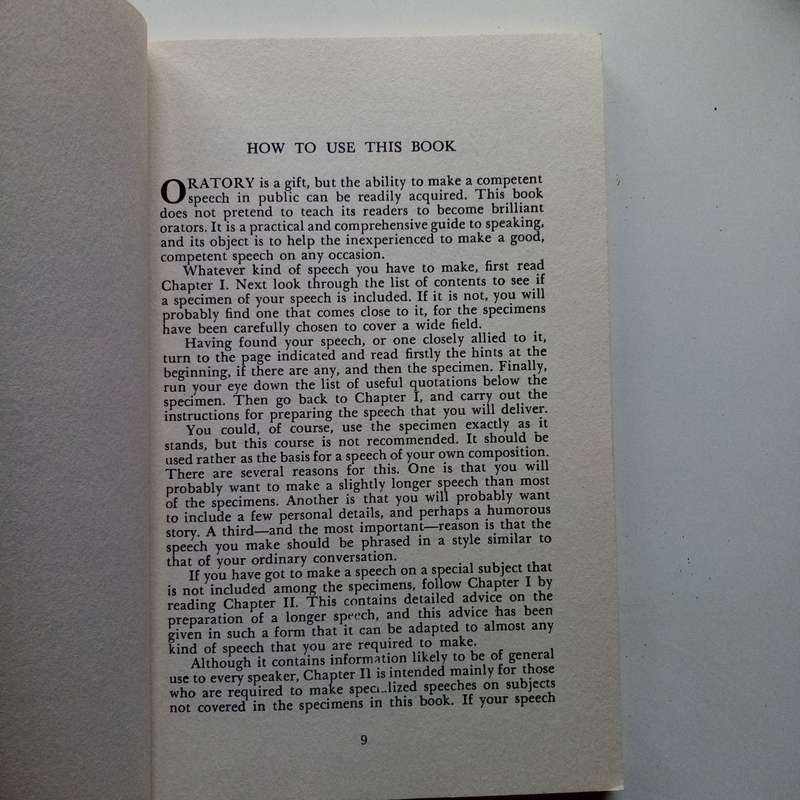 HOW TO USE THIS BOOK
ORATORY is a gift, but the ability to make a competent
speech in public can be readily acquired. This book
does not pretend to teach its readers to become brilliant
orators. It is a practical and comprehensive guide to speaking,
and its object is to help the inexperienced to make a good,
competent speech on any occasion.
Whatever kind of speech you have to make, first read
Chapter I. Next look through the list of contents to see if
a specimen of your speech is included. If it is not, you will
probably find one that comes close to it, for the specimens
have been carefully chosen to cover a wide field.
Having found your speech, or one closely allied to it,
turn to the page indicated and read firstly the hints at the
beginning, if there are any, and then the specimen. Finally,
run your eye down the list of useful quotations below the
specimen. Then go back to Chapter I, and carry out the
instructions for preparing the speech that you will deliver.
You could, of course, use the specimen exactly as it
stands, but this course is not recommended. It should be
used rather as the basis for a speech of your own composition.
There are several reasons for this. One is that you will
probably want to make a slightly longer speech than most
of the specimens. Another is that you will probably want
to include a few personal details, and perhaps a humorous
story. A third—and the most important—reason is that the
speech you make should be phrased in a style similar to
that of your ordinary conversation.
If you have got to make a speech on a special subject that
is not included among the specimens, follow Chapter I by
reading Chapter II. This contains detailed advice on the
preparation of a longer speech, and this advice has been
given in such a form that it can be adapted to almost any
kind of speech that you are required to make.
Although it contains information likely to be of general
use to every speaker, Chapter II is intended mainly for those
who are required to make specialized speeches on subjects
not covered in the specimens in this book. If your speech
9